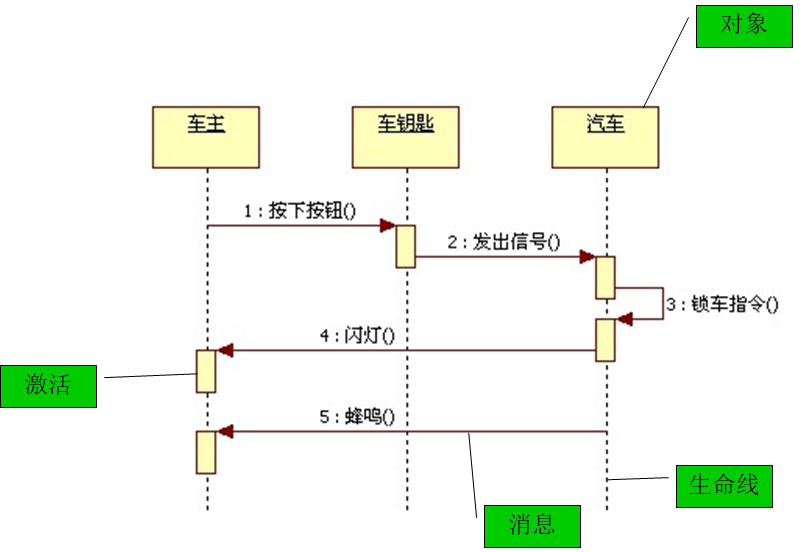 对象
车主
车钥匙
汽车
1 : 按下按钮()
2 : 发出信号()
3 : 锁车指令()
4 : 闪灯()
激活
5 : 蜂鸣()
生命线
消息